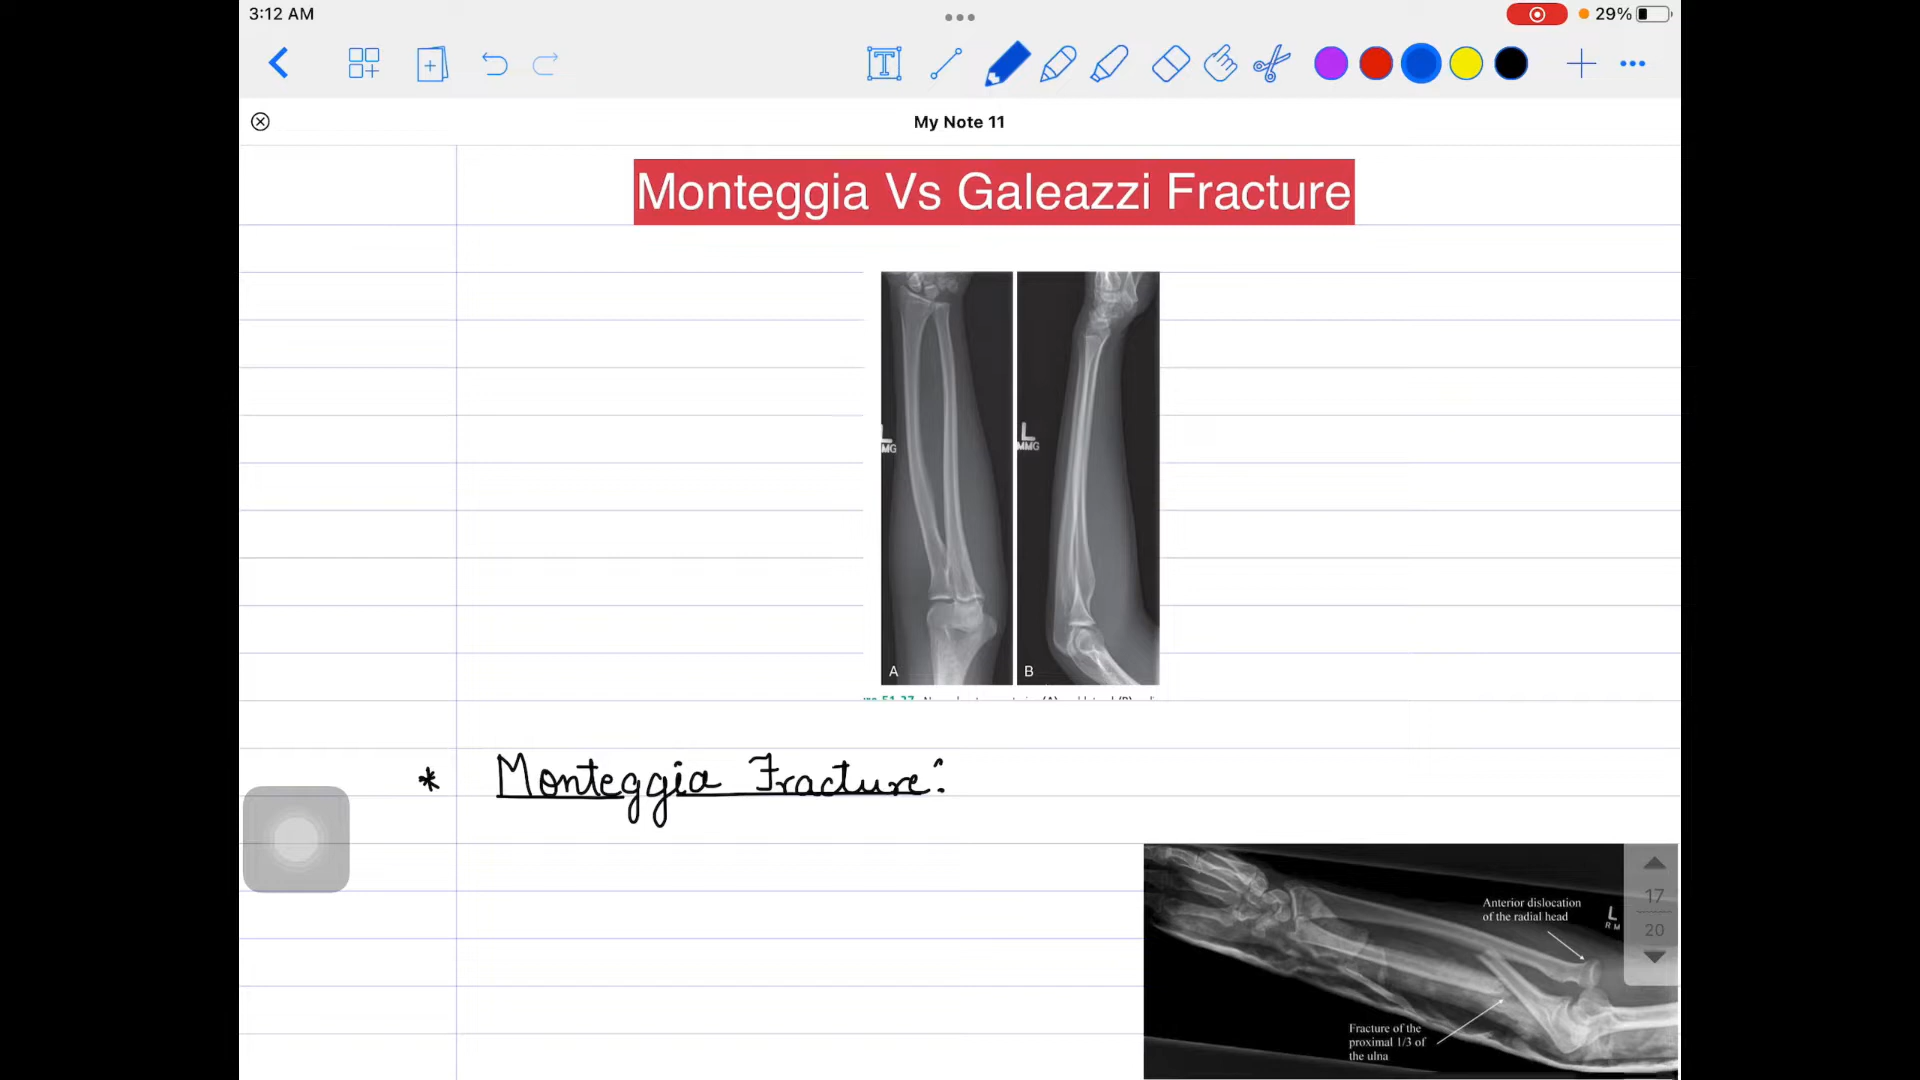 3:12 AM
29%
My Note 11
Monteggia Vs Galeazzi Fracture
L
MG
L
MMG
A
B
* Monteggia Fracture:
Anterior dislocation
of the radial head
L
R M
17
20
Fracture of the
proximal 1/3 of
the ulna